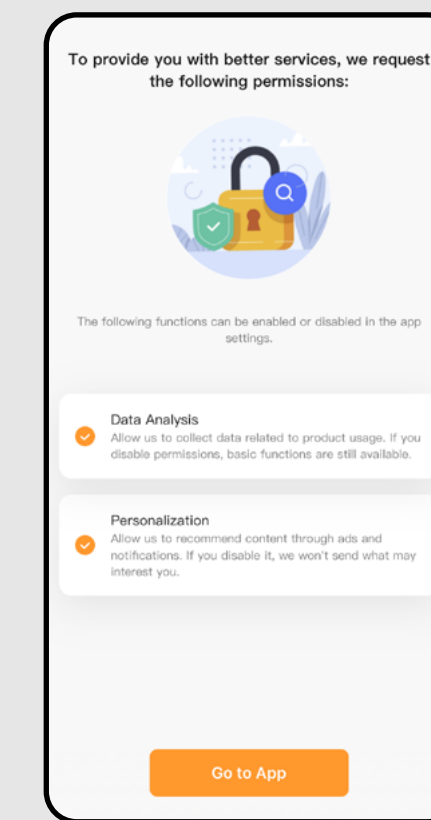 To provide you with better services, we request
the following permissions:
The following functions can be enabled or disabled in the app
settings.
Data Analysis
Allow us to collect data related to product usage. If you
disable permissions, basic functions are still available.
Personalization
Allow us to recommend content through ads and
notifications. If you disable it, we won't send what may
interest you.
Go to App